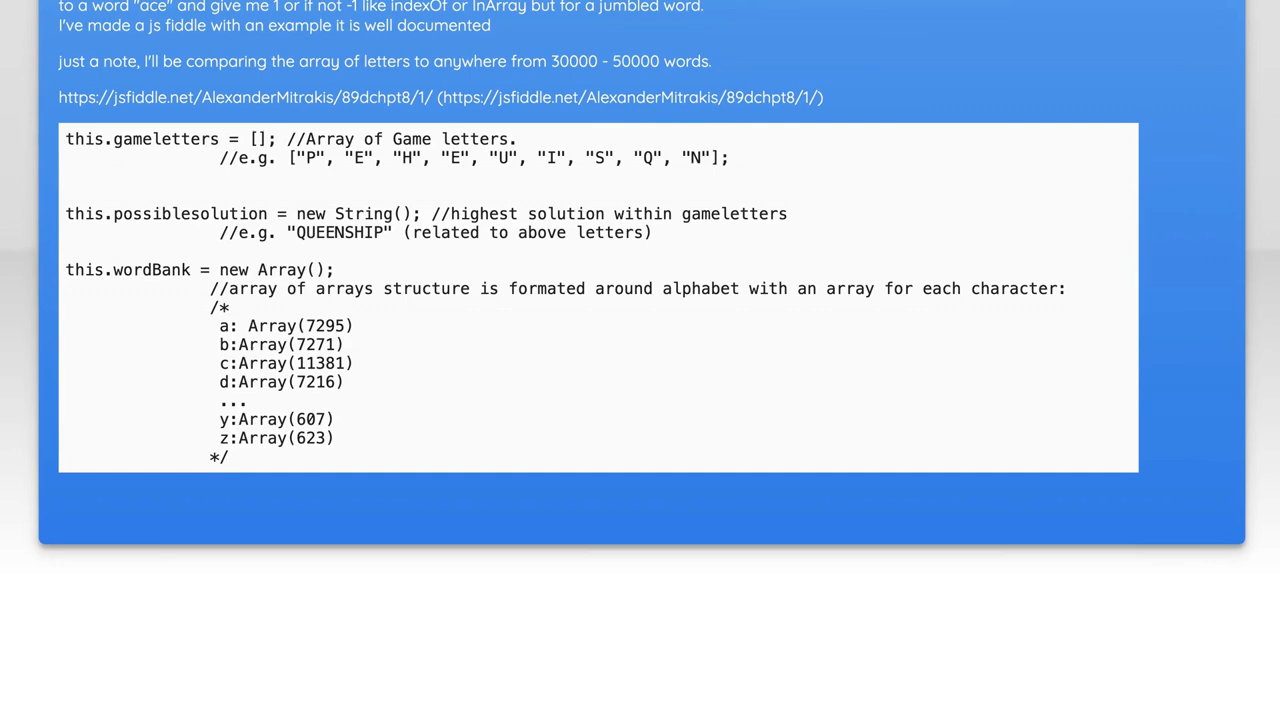 to a word "ace" and give me 1 or if not -1 like indexOf or InArray but for a jumbled word.
I've made a js fiddle with an example it is well documented
just a note, I'll be comparing the array of letters to anywhere from 30000 - 50000 words.
https://jsfiddle.net/AlexanderMitrakis/89dchpt8/1/ (https://jsfiddle.net/AlexanderMitrakis/89dchpt8/1/)
this.gameletters = []; //Array of Game letters.
//e.g. ["P", "E", "H", "E", "U", "I", "S", "Q", "N"];
this.possiblesolution = new String(); //highest solution within gameletters
//e.g. "QUEENSHIP" (related to above letters)
this.wordBank = new Array();
//array of arrays structure is formated around alphabet with an array for each character:
/*
a: Array(7295)
b:Array(7271)
c:Array(11381)
d:Array(7216)
...
y:Array(607)
z:Array(623)
*/